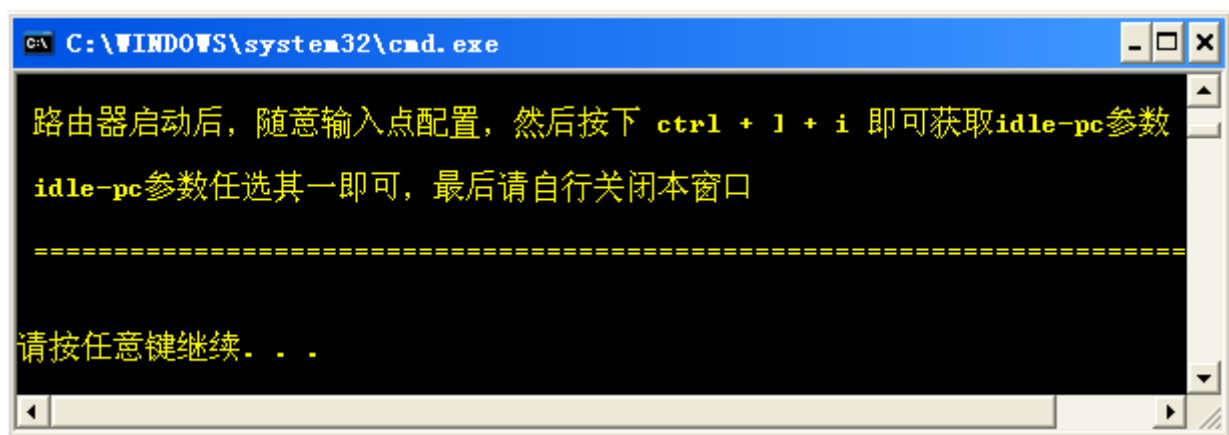 C:\WINDOWS\system32\cmd.exe
路由器启动后，随意输入点配置，然后按下 ctrl + ] + i 即可获取idle-pc参数
idle-pc参数任选其一即可，最后请自行关闭本窗口
========================================================================
请按任意键继续. . .